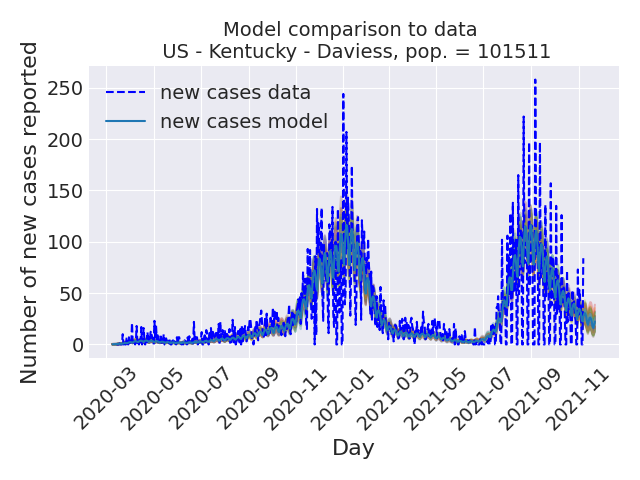 Model comparison to data
US - Kentucky - Daviess, pop. = 101511
Number of new cases reported
250
200
150
100
50
0
new cases data
new cases model
2020-03
2020-05
2020-07
2020-09
2020-11
2021-01
2021-03
2021-05
2021-07
2021-09
2021-11
Day